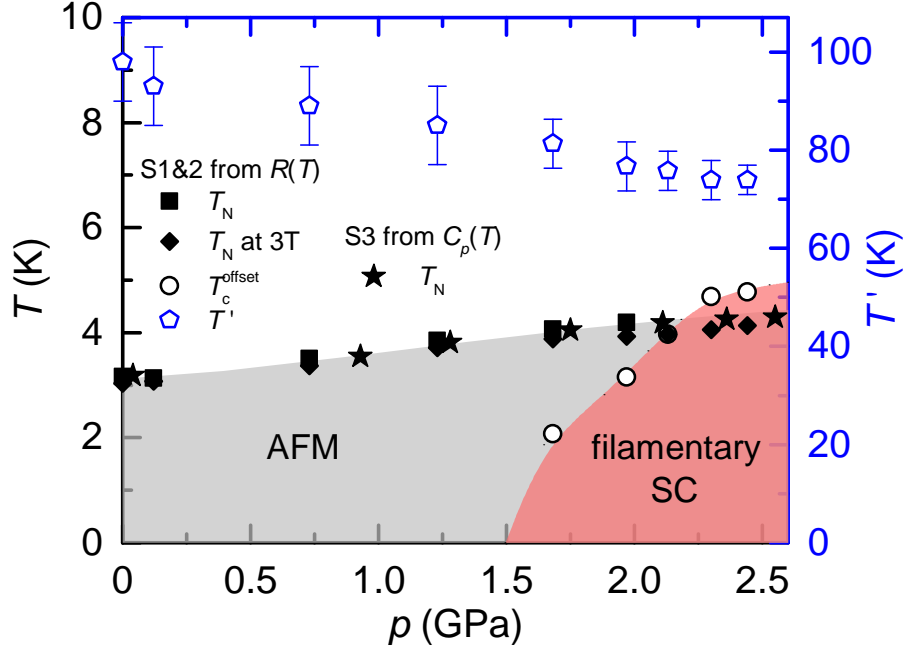 10
8
6
4
2
0
T (K)
100
80
60
40
20
0
T' (K)
S1&2 from R(T)
T_N
T_N at 3T
T_c^offset
T'
S3 from C_p(T)
T_N
AFM
filamentary
SC
0 0.5 1.0 1.5 2.0 2.5
p (GPa)